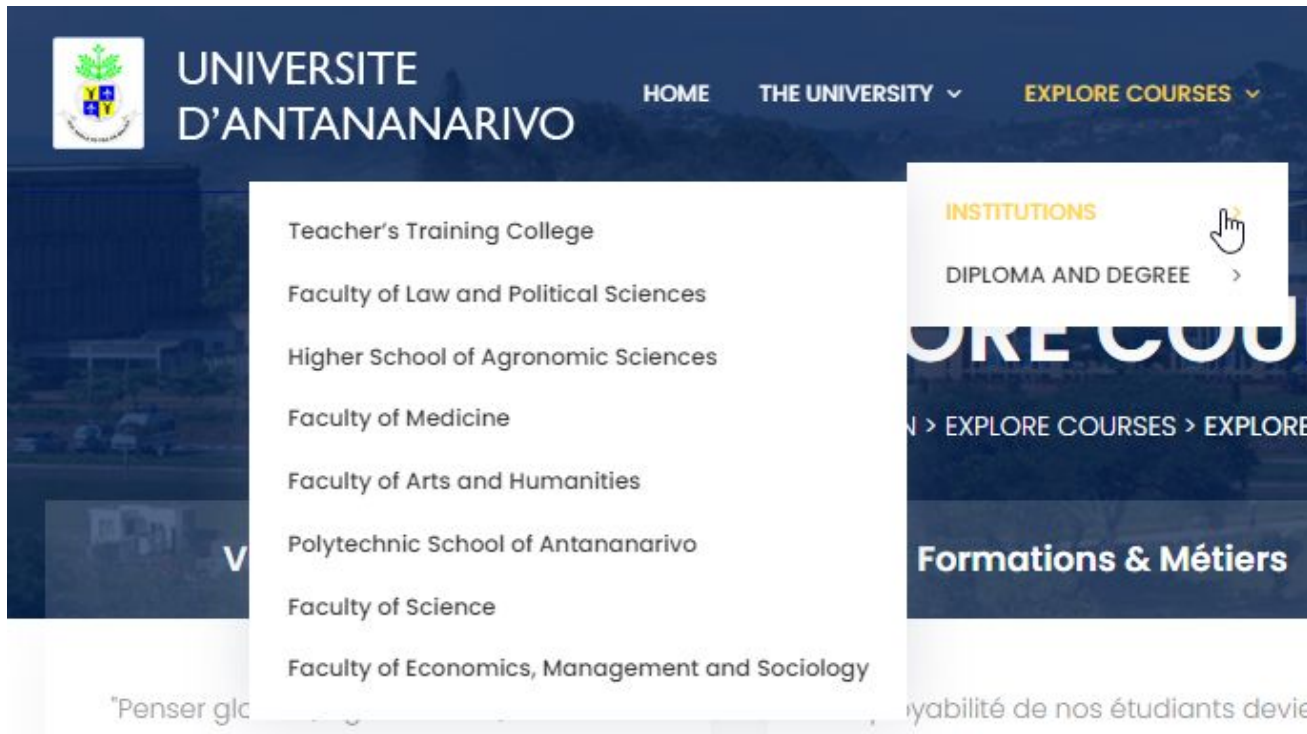 UNIVERSITE
D'ANTANANARIVO
HOME
THE UNIVERSITY
EXPLORE COURSES
INSTITUTIONS
DIPLOMA AND DEGREE
Teacher's Training College
Faculty of Law and Political Sciences
Higher School of Agronomic Sciences
Faculty of Medicine
Faculty of Arts and Humanities
Polytechnic School of Antananarivo
Faculty of Science
Faculty of Economics, Management and Sociology
ORE COU
> EXPLORE COURSES > EXPLORE
V
Formations & Métiers
"Penser glo
yabilité de nos étudiants devie